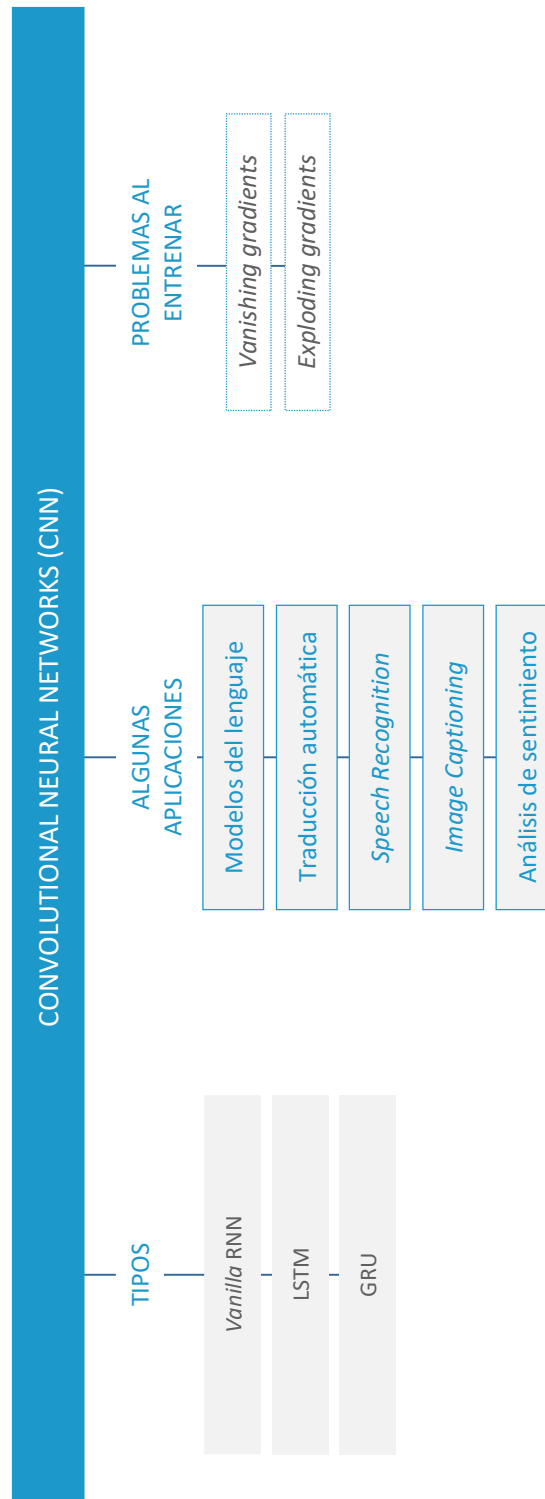 CONVOLUTIONAL NEURAL NETWORKS (CNN)
TIPOS
Vanilla RNN
LSTM
GRU
ALGUNAS
APLICACIONES
Modelos del lenguaje
Traducción automática
Speech Recognition
Image Captioning
Análisis de sentimiento
PROBLEMAS AL
ENTRENAR
Vanishing gradients
Exploding gradients